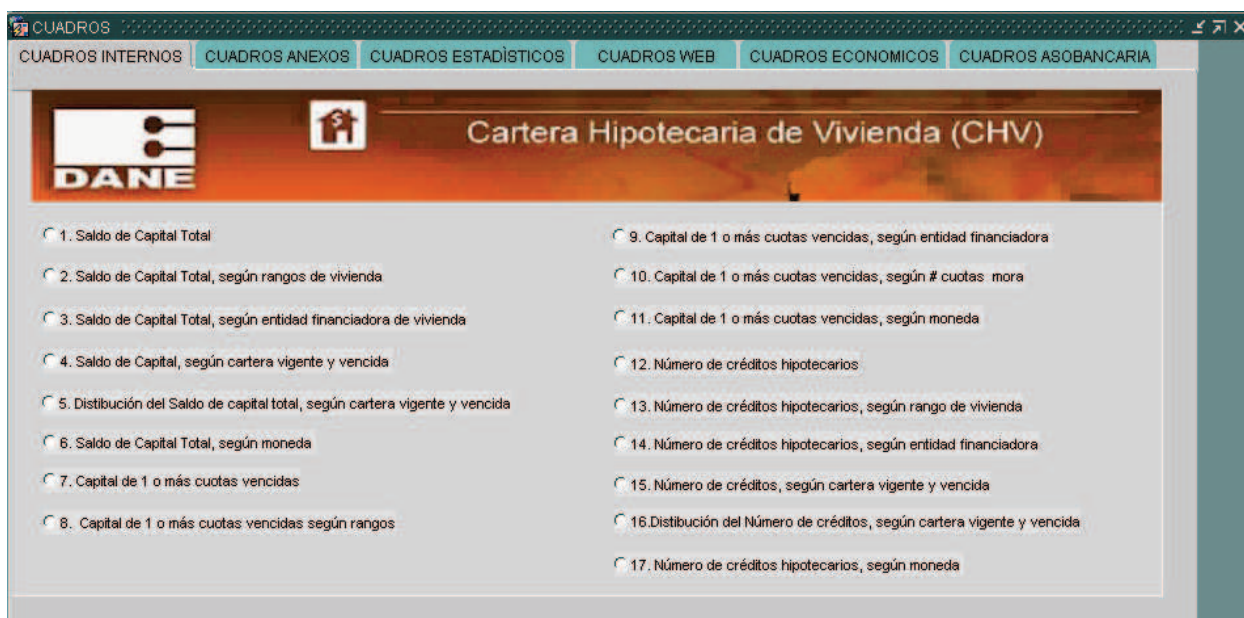 CUADROS
CUADROS INTERNOS CUADROS ANEXOS CUADROS ESTADÌSTICOS CUADROS WEB CUADROS ECONOMICOS CUADROS ASOBANCARIA
DANE
$
Cartera Hipotecaria de Vivienda (CHV)
1. Saldo de Capital Total
2. Saldo de Capital Total, según rangos de vivienda
3. Saldo de Capital Total, según entidad financiadora de vivienda
4. Saldo de Capital, según cartera vigente y vencida
5. Distibución del Saldo de capital total, según cartera vigente y vencida
6. Saldo de Capital Total, según moneda
7. Capital de 1 o más cuotas vencidas
8. Capital de 1 o más cuotas vencidas según rangos
9. Capital de 1 o más cuotas vencidas, según entidad financiadora
10. Capital de 1 o más cuotas vencidas, según # cuotas mora
11. Capital de 1 o más cuotas vencidas, según moneda
12. Número de créditos hipotecarios
13. Número de créditos hipotecarios, según rango de vivienda
14. Número de créditos hipotecarios, según entidad financiadora
15. Número de créditos, según cartera vigente y vencida
16.Distibución del Número de créditos, según cartera vigente y vencida
17. Número de créditos hipotecarios, según moneda